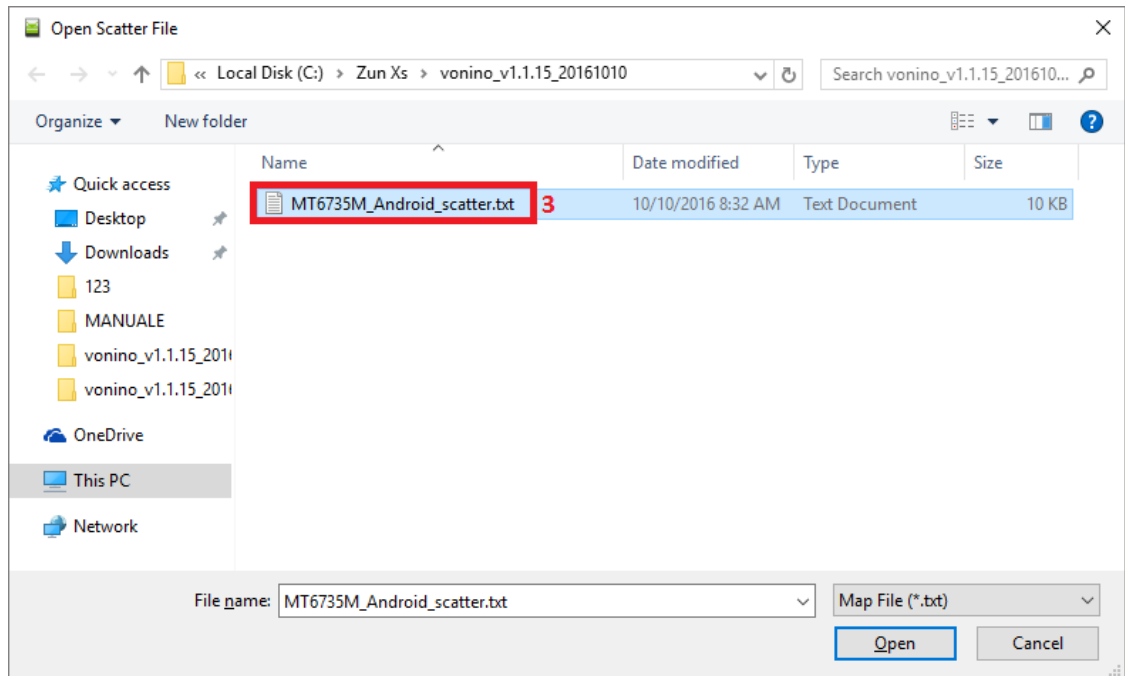 Open Scatter File
« Local Disk (C:) › Zun Xs › vonino_v1.1.15_20161010
Search vonino_v1.1.15_201610...
Organize
New folder
Name Date modified Type Size
MT6735M_Android_scatter.txt 3 10/10/2016 8:32 AM Text Document 10 KB
Quick access
Desktop
Downloads
123
MANUALE
vonino_v1.1.15_201
vonino_v1.1.15_201
OneDrive
This PC
Network
File name: MT6735M_Android_scatter.txt Map File (*.txt)
Open Cancel